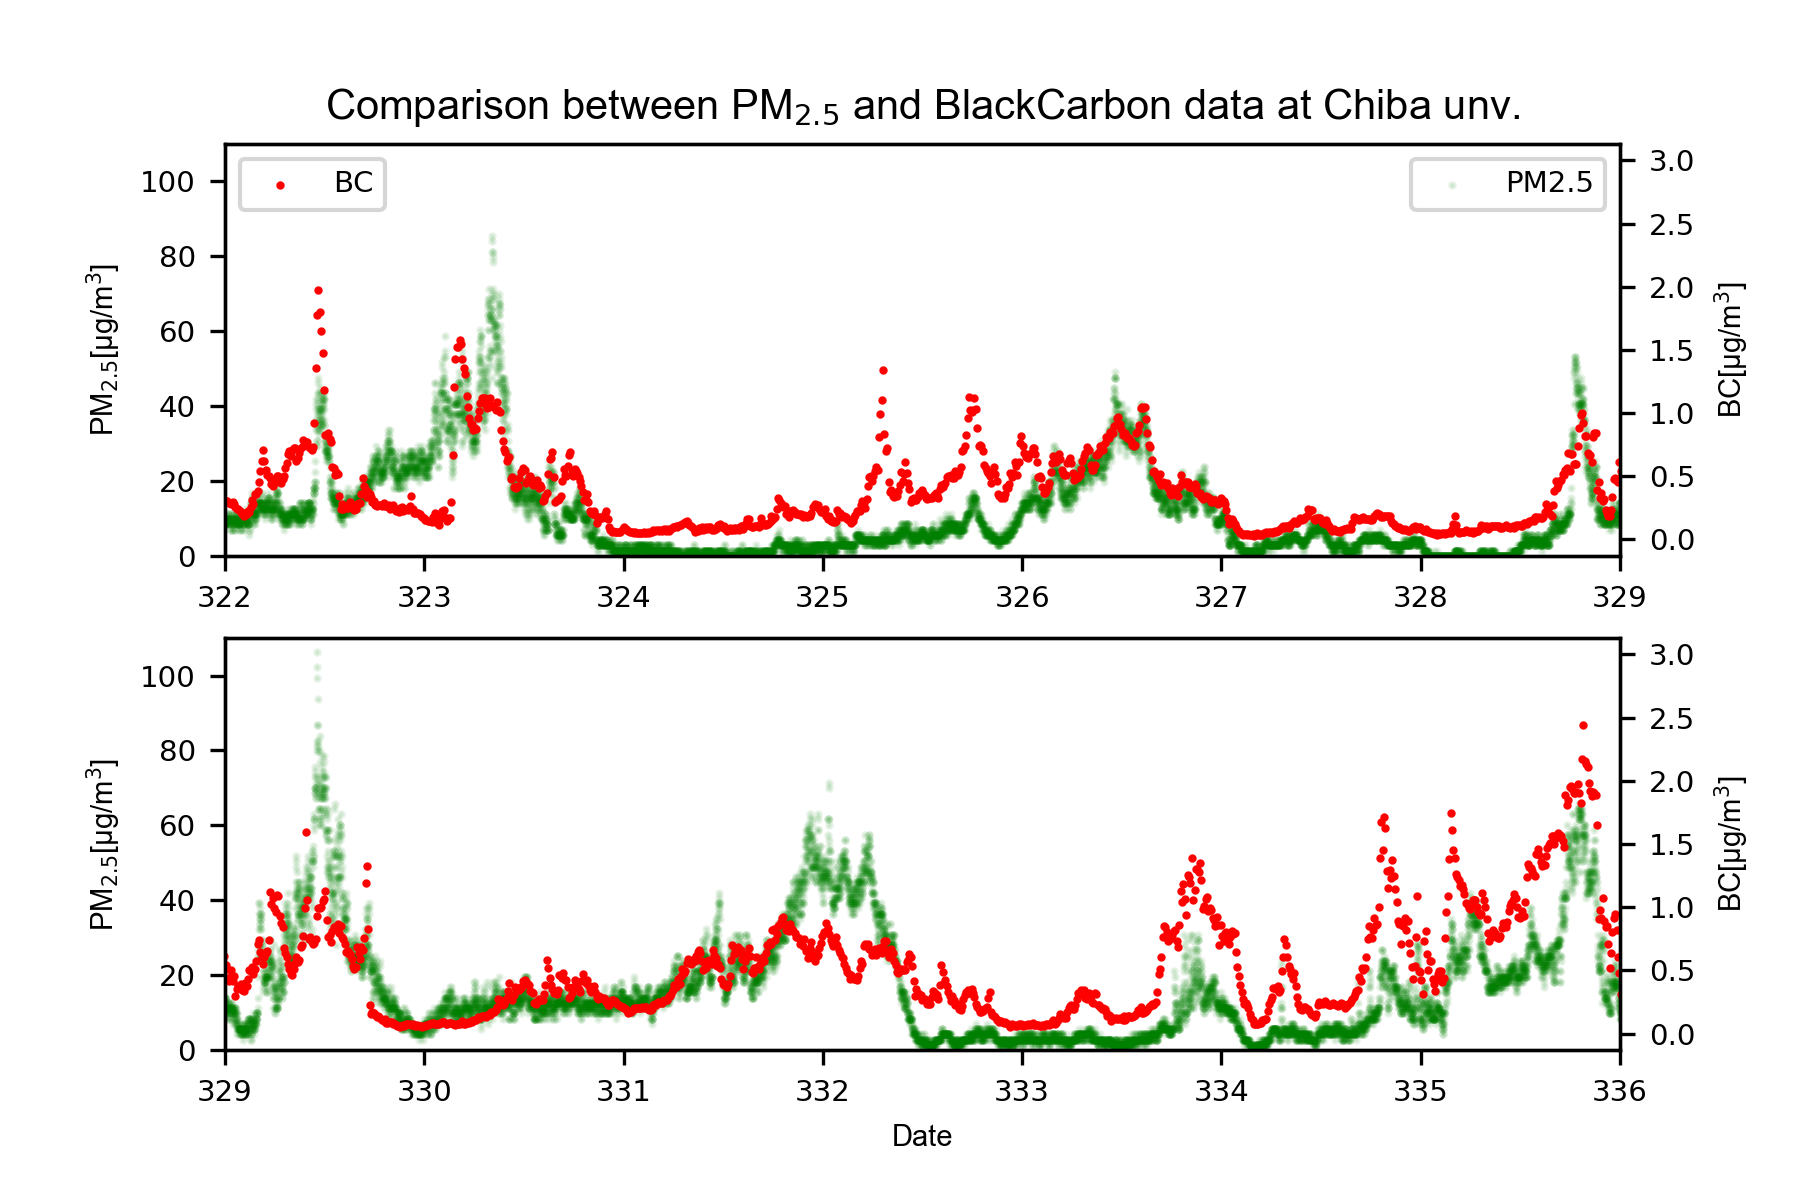 Comparison between PM2.5 and BlackCarbon data at Chiba unv.
BC
PM2.5
100
80
60
40
20
0
PM2.5[μg/m3]
3.0
2.5
2.0
1.5
1.0
0.5
0.0
BC[μg/m3]
322 323 324 325 326 327 328 329
100
80
60
40
20
0
PM2.5[μg/m3]
3.0
2.5
2.0
1.5
1.0
0.5
0.0
BC[μg/m3]
329 330 331 332 333 334 335 336
Date